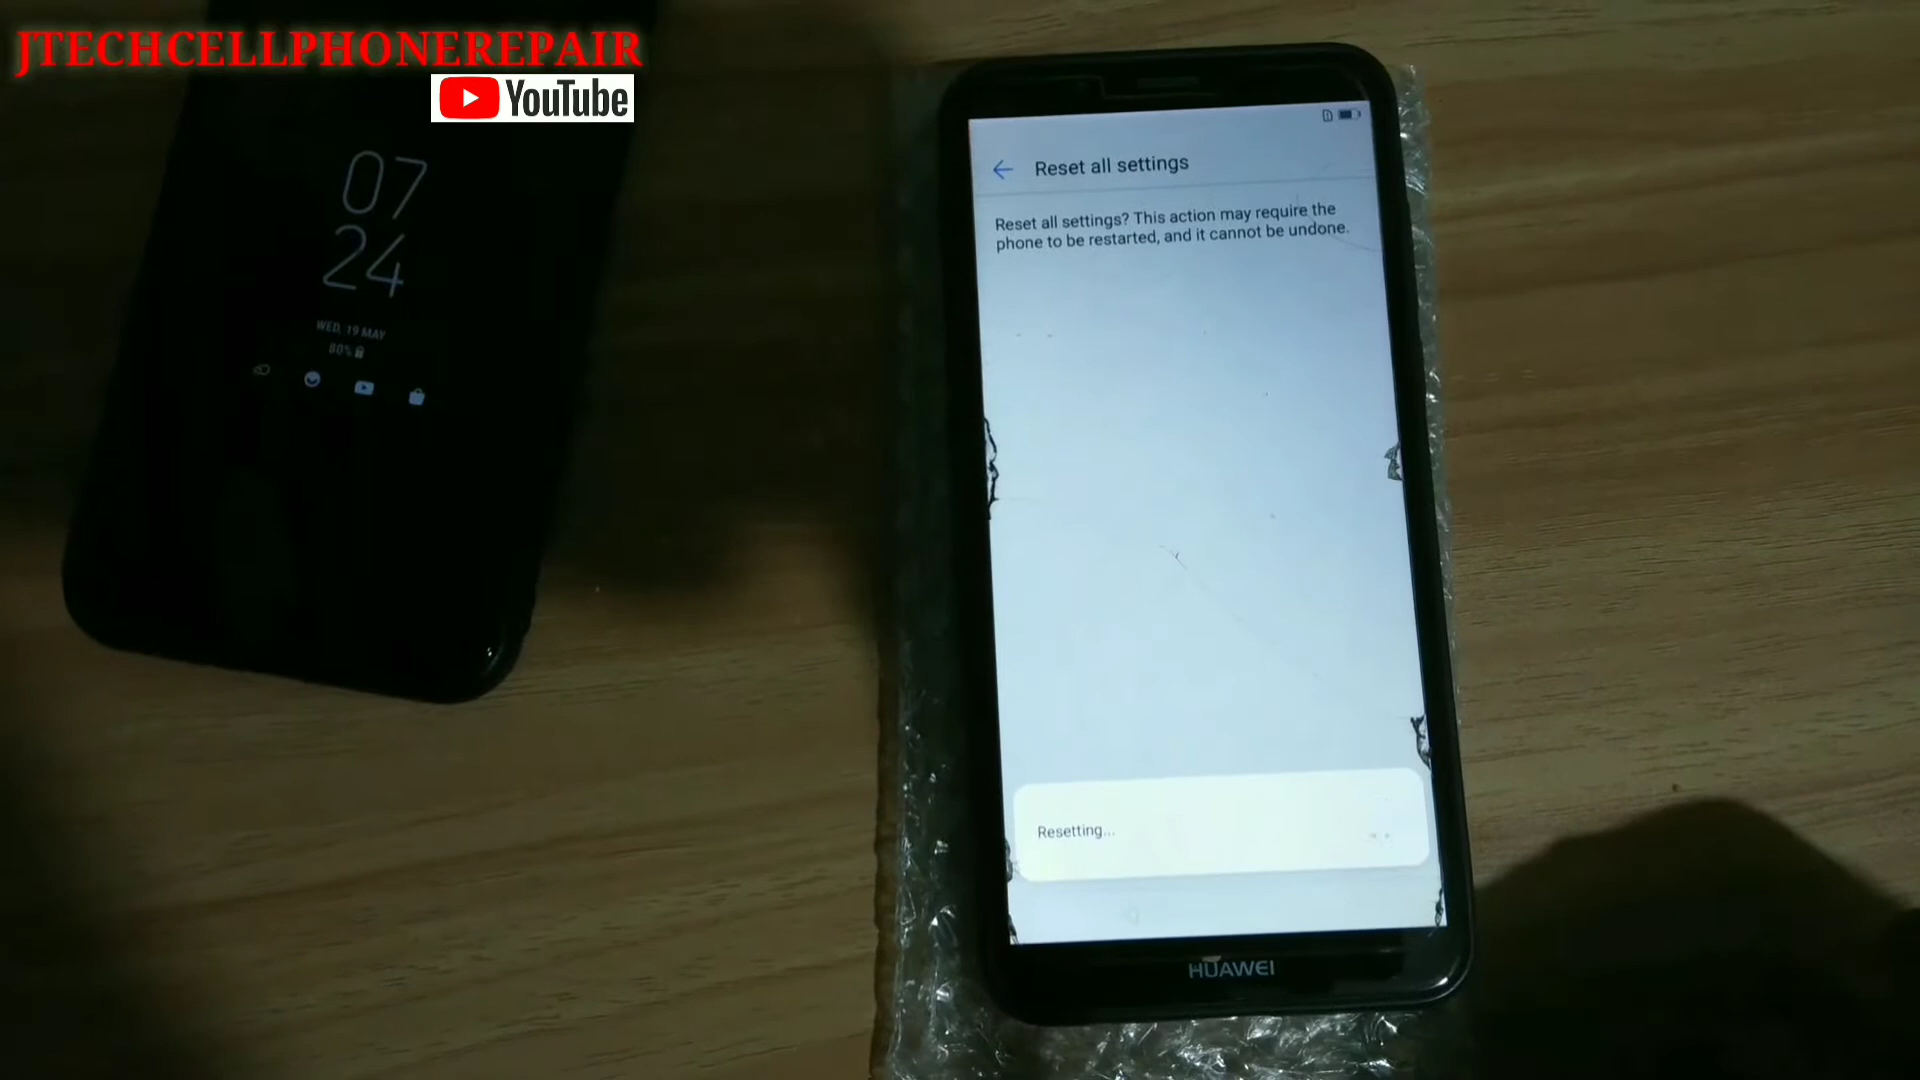 JTECHCELLPHONEREPAIR
YouTube
07
24
WED, 19 MAY
80%
Reset all settings
Reset all settings? This action may require the
phone to be restarted, and it cannot be undone.
Resetting...
HUAWEI